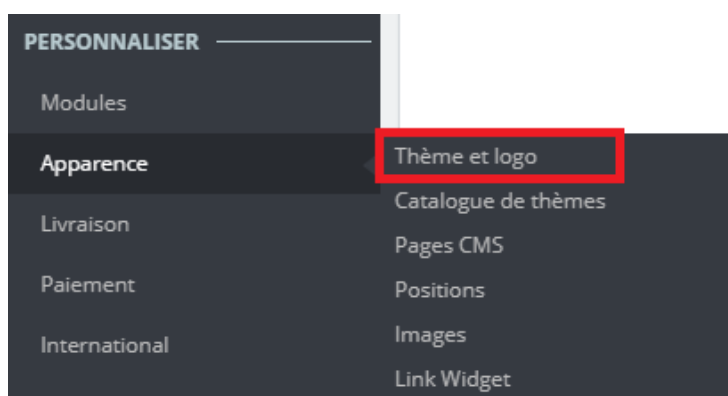 PERSONNALISER
Modules
Apparence
Livraison
Paiement
International
Thème et logo
Catalogue de thèmes
Pages CMS
Positions
Images
Link Widget